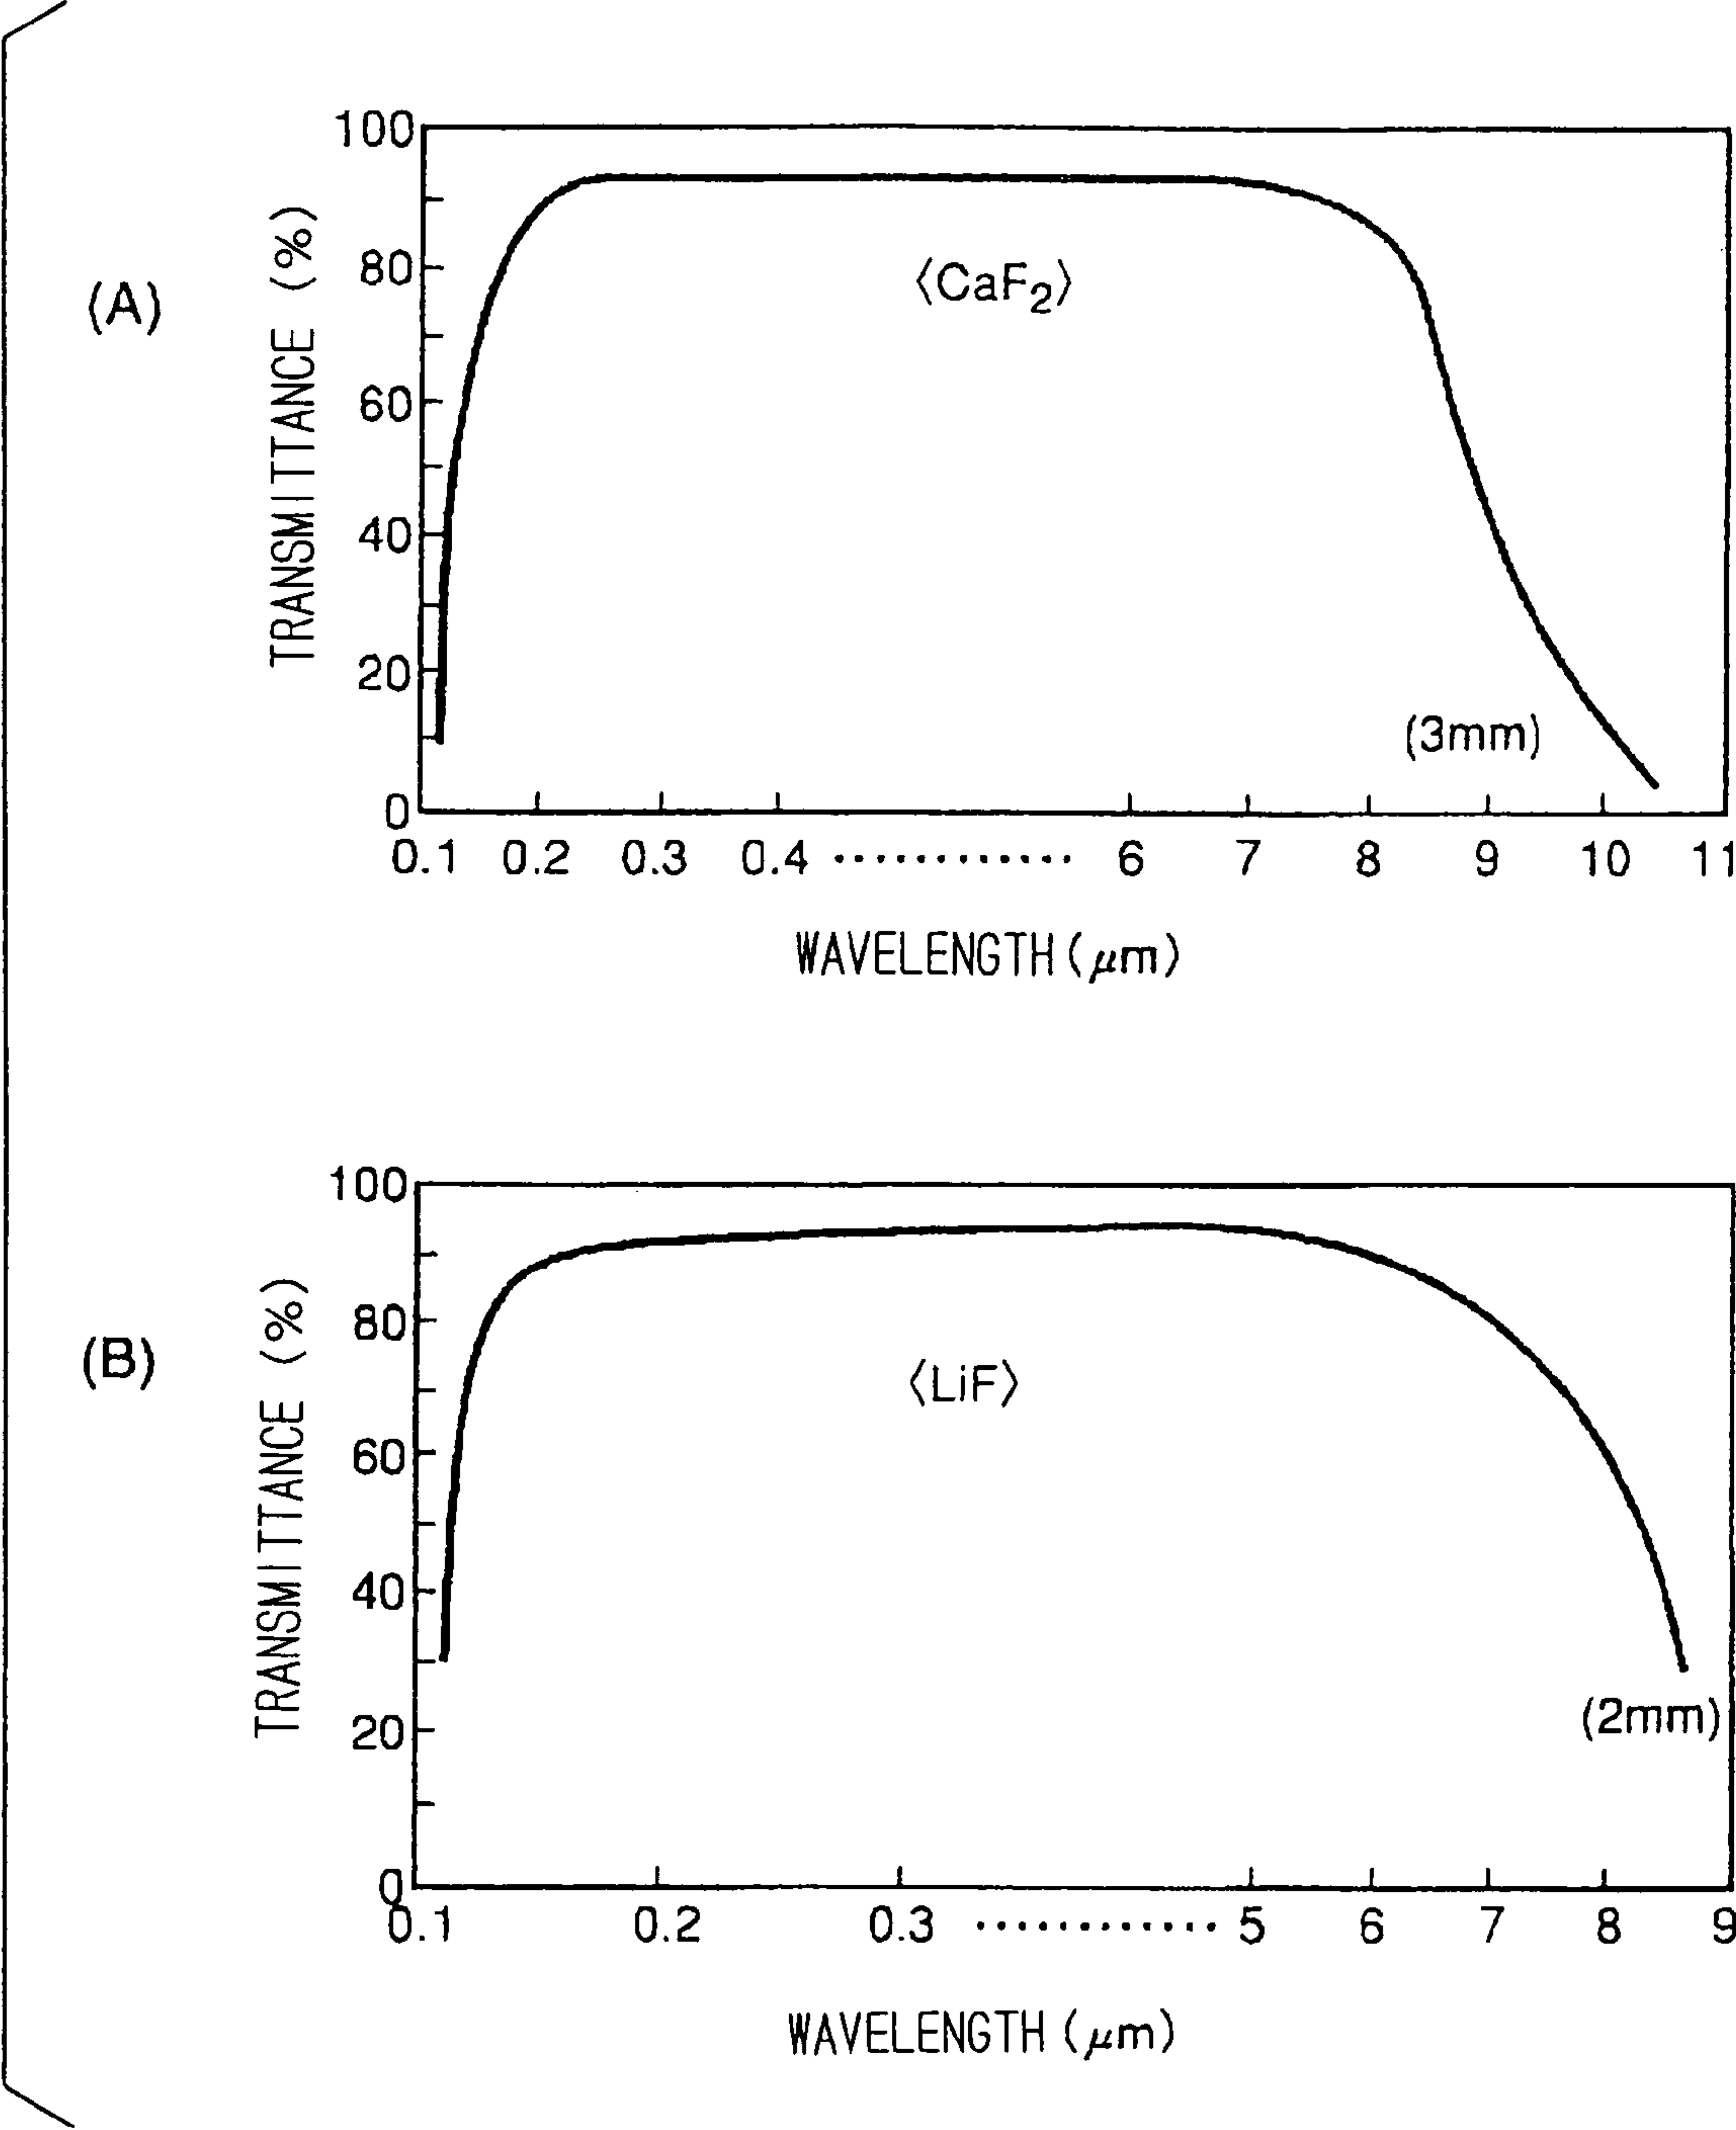 (A)
TRANSMITTANCE (%)
100
80
60
40
20
0
⟨CaF₂⟩
(3mm)
0.1 0.2 0.3 0.4 ············ 6 7 8 9 10 11
WAVELENGTH (μm)
(B)
TRANSMITTANCE (%)
100
80
60
40
20
0
⟨LiF⟩
(2mm)
0.1 0.2 0.3 ············ 5 6 7 8 9
WAVELENGTH (μm)